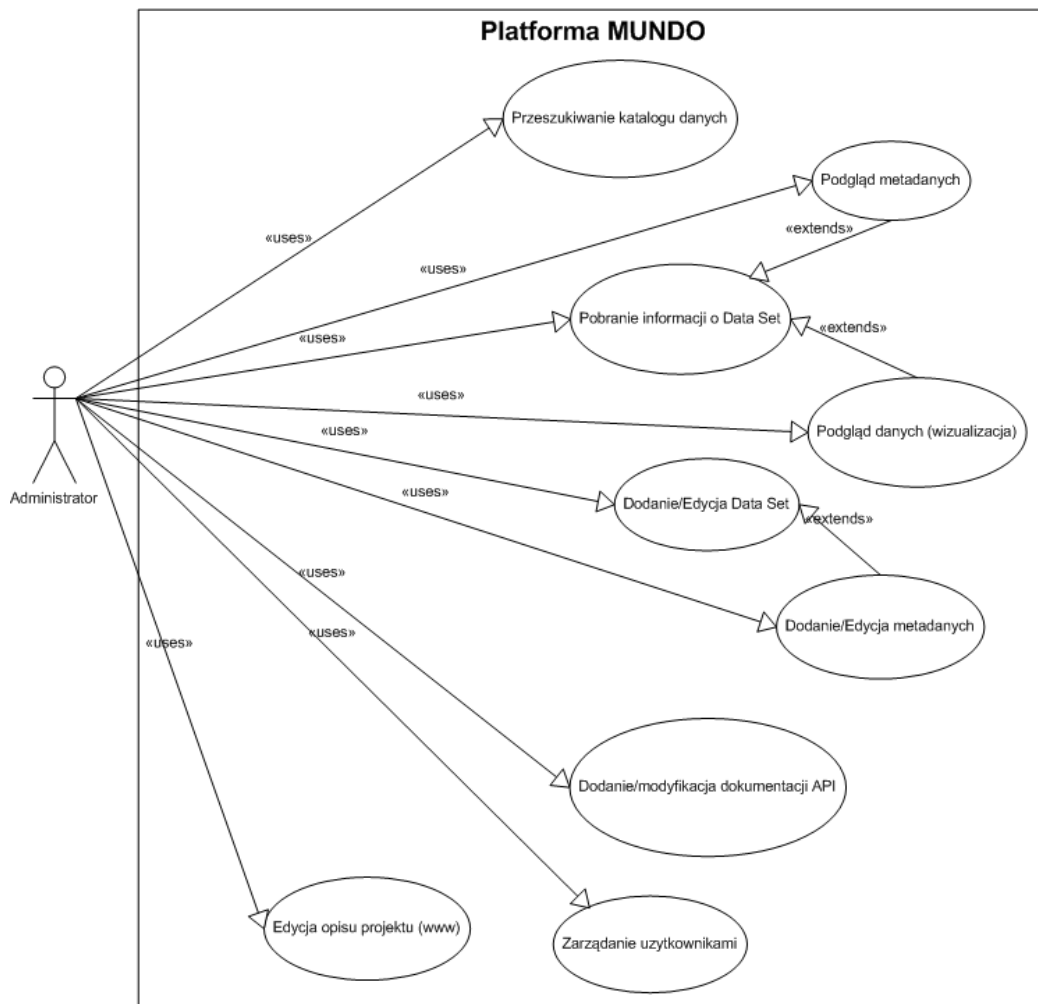 Platforma MUNDO
Przeszukiwanie katalogu danych
Podgląd metadanych
«extends»
«uses»
«uses»
Pobranie informacji o Data Set
«extends»
«uses»
«uses»
Podgląd danych (wizualizacja)
«uses»
Administrator
«uses»
Dodanie/Edycja Data Set
«extends»
«uses»
Dodanie/Edycja metadanych
«uses»
«uses»
Dodanie/modyfikacja dokumentacji API
Edycja opisu projektu (www)
Zarządanie uzytkownikami